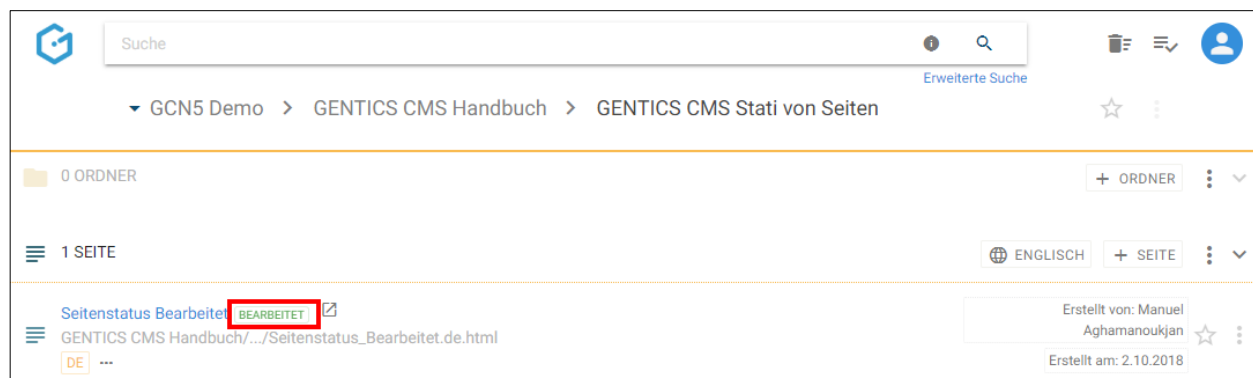 Suche
Erweiterte Suche
GCN5 Demo > GENTICS CMS Handbuch > GENTICS CMS Stati von Seiten
0 ORDNER + ORDNER
1 SEITE ENGLISCH + SEITE
Seitenstatus Bearbeitet BEARBEITET
GENTICS CMS Handbuch/.../Seitenstatus_Bearbeitet.de.html
DE ...
Erstellt von: Manuel
Aghamanoukjan
Erstellt am: 2.10.2018